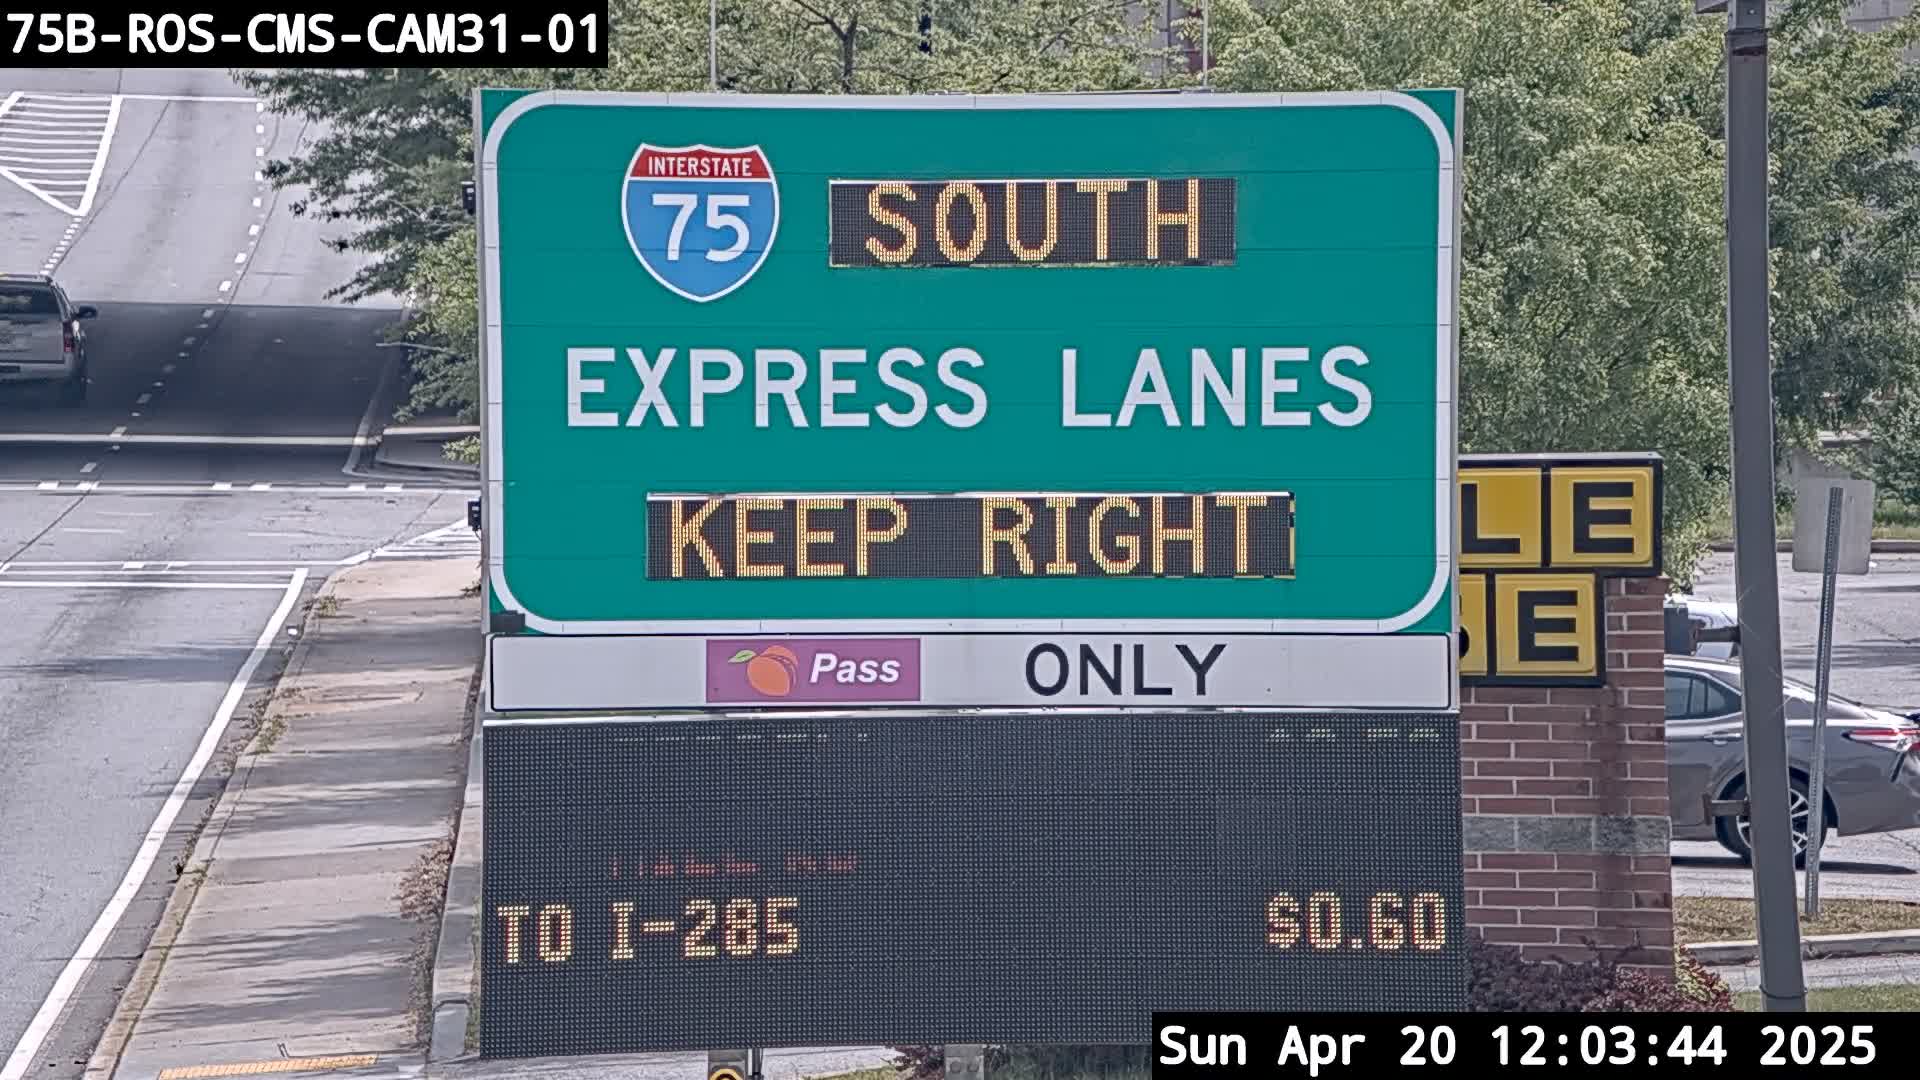 75B-ROS-CMS-CAM31-01
INTERSTATE
75
SOUTH
EXPRESS LANES
KEEP RIGHT
LE
E
Pass ONLY
TO I-285 $0.60
Sun Apr 20 12:03:44 2025